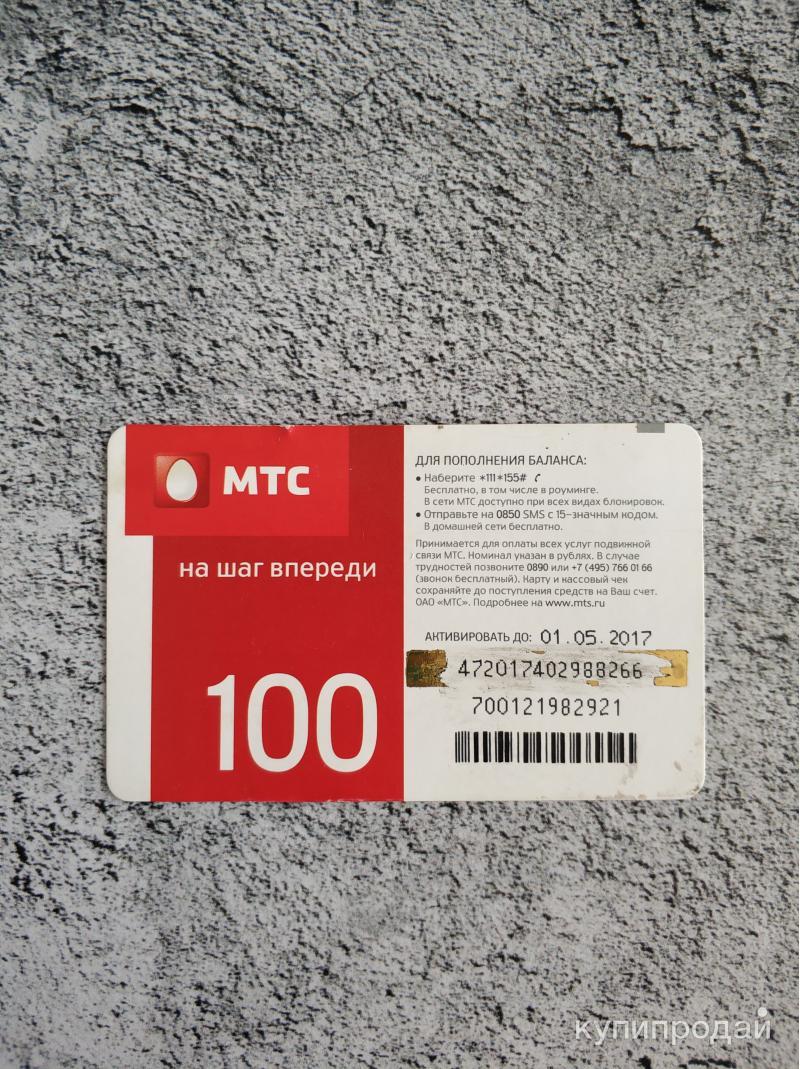 МТС
на шаг впереди
100
ДЛЯ ПОПОЛНЕНИЯ БАЛАНСА:
• Наберите *111*155#
Бесплатно, в том числе в роуминге.
В сети МТС доступно при всех видах блокировок.
• Отправьте на 0850 SMS с 15-значным кодом.
В домашней сети бесплатно.
Принимается для оплаты всех услуг подвижной
связи МТС. Номинал указан в рублях. В случае
трудностей позвоните 0890 или +7 (495) 766 01 66
(звонок бесплатный). Карту и кассовый чек
сохраняйте до поступления средств на Ваш счет.
ОАО «МТС». Подробнее на www.mts.ru
АКТИВИРОВАТЬ ДО: 01.05.2017
472017402988266
700121982921
купипродай